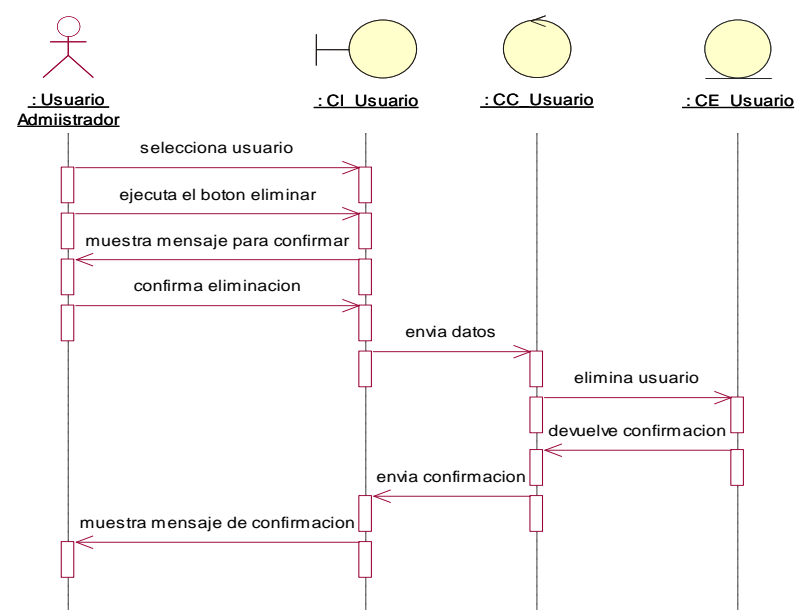 : Usuario
Admiistrador
: CI_Usuario
: CC_Usuario
: CE_Usuario
selecciona usuario
ejecuta el boton eliminar
muestra mensaje para confirmar
confirma eliminacion
envia datos
elimina usuario
devuelve confirmacion
envia confirmacion
muestra mensaje de confirmacion